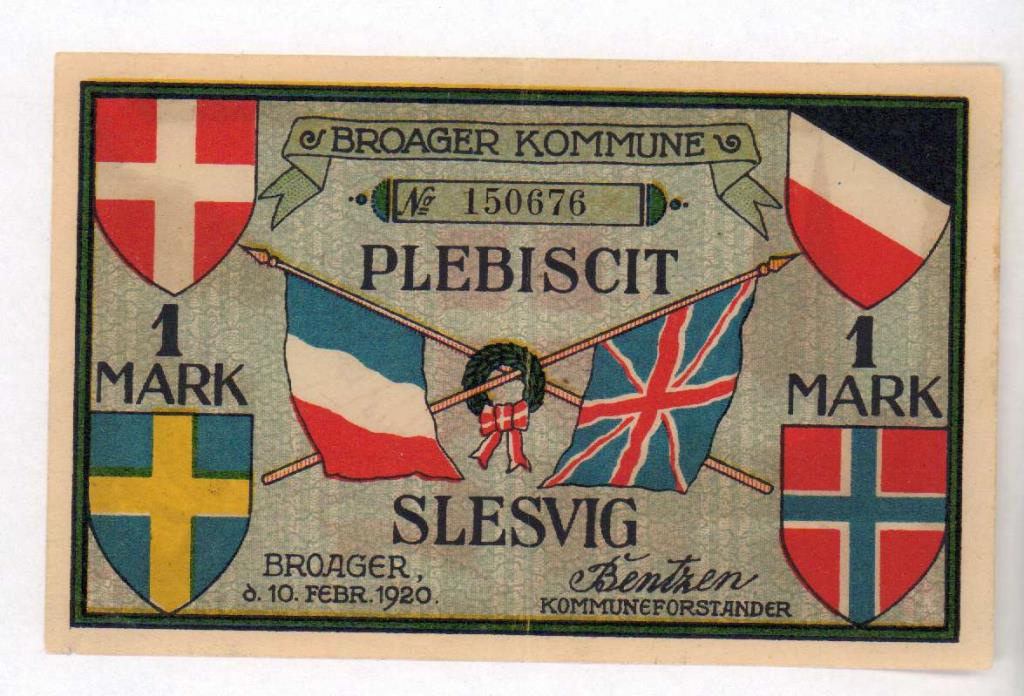 BROAGER KOMMUNE
№ 150676
PLEBISCIT
1
MARK
1
MARK
SLESVIG
BROAGER,
d. 10. FEBR. 1920.
Bentzen
KOMMUNEFORSTANDER